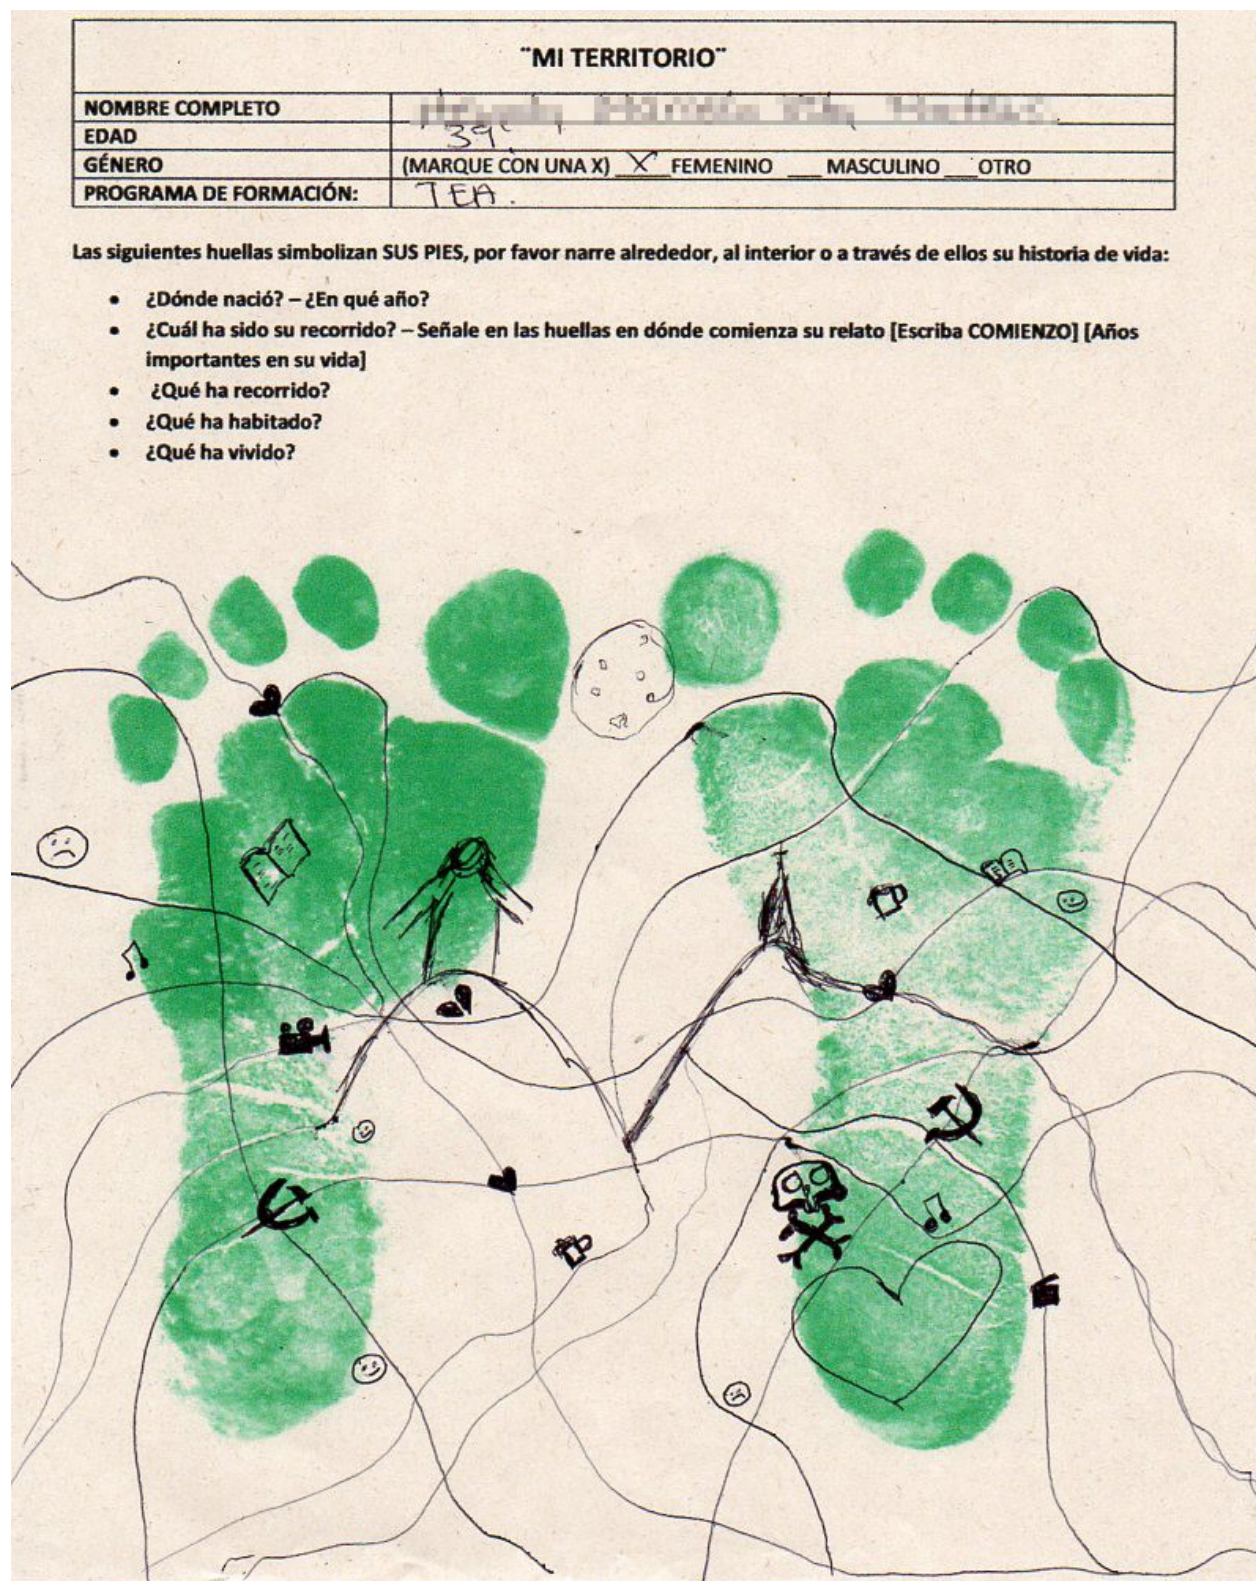 ¨MI TERRITORIO¨
NOMBRE COMPLETO
EDAD 39
GÉNERO (MARQUE CON UNA X) X FEMENINO ___ MASCULINO ___OTRO
PROGRAMA DE FORMACIÓN: TEA.
Las siguientes huellas simbolizan SUS PIES, por favor narre alrededor, al interior o a través de ellos su historia de vida:
• ¿Dónde nació? – ¿En qué año?
• ¿Cuál ha sido su recorrido? – Señale en las huellas en dónde comienza su relato [Escriba COMIENZO] [Años
importantes en su vida]
• ¿Qué ha recorrido?
• ¿Qué ha habitado?
• ¿Qué ha vivido?